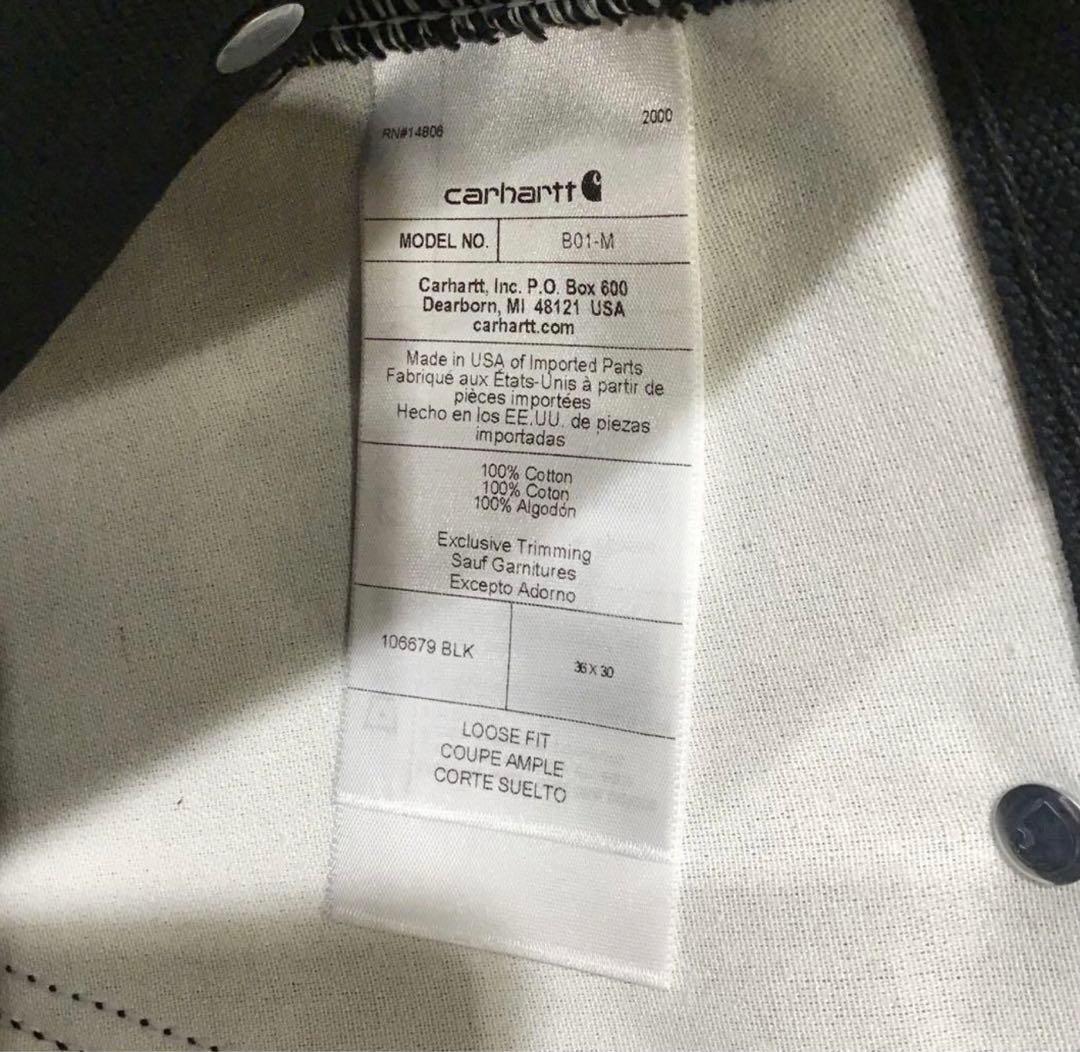 RN#14806 2000
carhartt
MODEL NO. B01-M
Carhartt, Inc. P.O. Box 600
Dearborn, MI 48121 USA
carhartt.com
Made in USA of Imported Parts
Fabriqué aux États-Unis à partir de
pièces importées
Hecho en los EE.UU. de piezas
importadas
100% Cotton
100% Coton
100% Algodón
Exclusive Trimming
Sauf Garnitures
Excepto Adorno
106679 BLK 36 X 30
LOOSE FIT
COUPE AMPLE
CORTE SUELTO